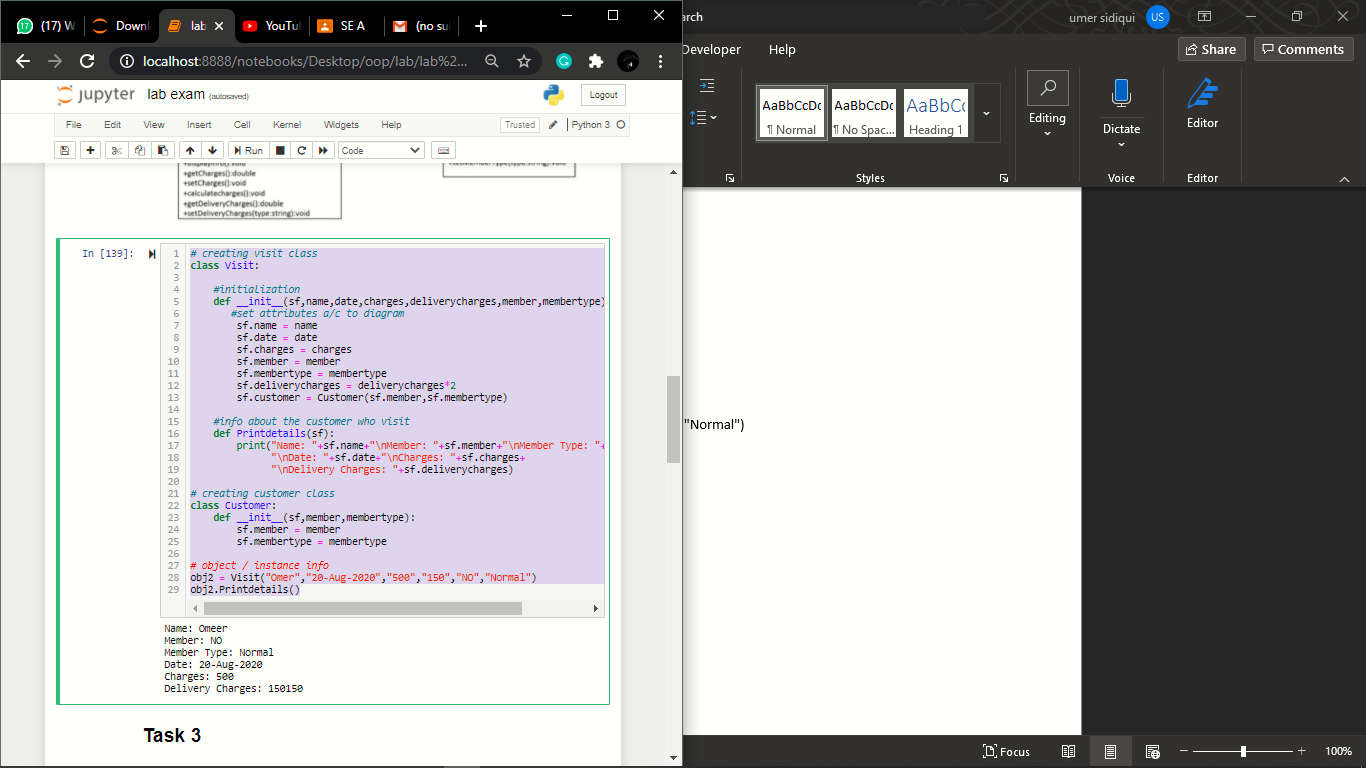 (17) W
Downl
lab
YouTu
SE A
(no su
localhost:8888/notebooks/Desktop/oop/lab/lab%2...
jupyter lab exam (autosaved)
Logout
File Edit View Insert Cell Kernel Widgets Help
Trusted
Python 3
Run
Code
+getCharges():double
+setCharges():void
+calculatecharges():void
+getDeliveryCharges():double
+setDeliveryCharges(type:string):void
In [139]:
1 # creating visit class
2 class Visit:
3
4 #initialization
5 def __init__(sf,name,date,charges,deliverycharges,member,membertype)
6 #set attributes a/c to diagram
7 sf.name = name
8 sf.date = date
9 sf.charges = charges
10 sf.member = member
11 sf.membertype = membertype
12 sf.deliverycharges = deliverycharges*2
13 sf.customer = Customer(sf.member,sf.membertype)
14
15 #info about the customer who visit
16 def Printdetails(sf):
17 print("Name: "+sf.name+"\nMember: "+sf.member+"\nMember Type: "+
18 "\nDate: "+sf.date+"\nCharges: "+sf.charges+
19 "\nDelivery Charges: "+sf.deliverycharges)
20
21 # creating customer class
22 class Customer:
23 def __init__(sf,member,membertype):
24 sf.member = member
25 sf.membertype = membertype
26
27 # object / instance info
28 obj2 = Visit("Omer","20-Aug-2020","500","150","NO","Normal")
29 obj2.Printdetails()
Name: Omeer
Member: NO
Member Type: Normal
Date: 20-Aug-2020
Charges: 500
Delivery Charges: 150150
Task 3
arch
umer sidiqui
US
Developer Help
Share
Comments
AaBbCcDc
¶ Normal
AaBbCcDc
¶ No Spac...
AaBbCc
Heading 1
Editing
Dictate
Editor
Styles
Voice
Editor
"Normal")
Focus
100%